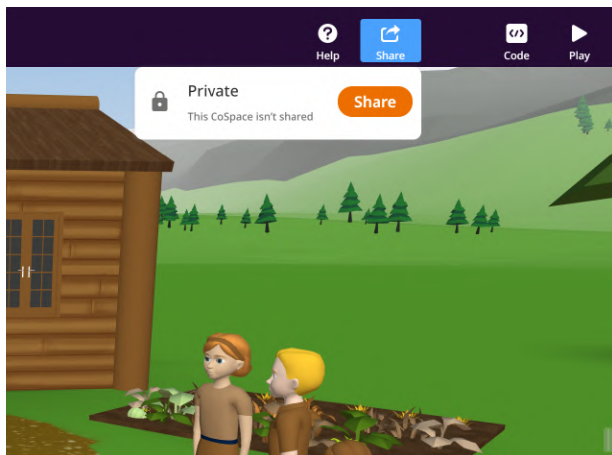 Help
Share
Code
Play
Private
This CoSpace isn't shared
Share